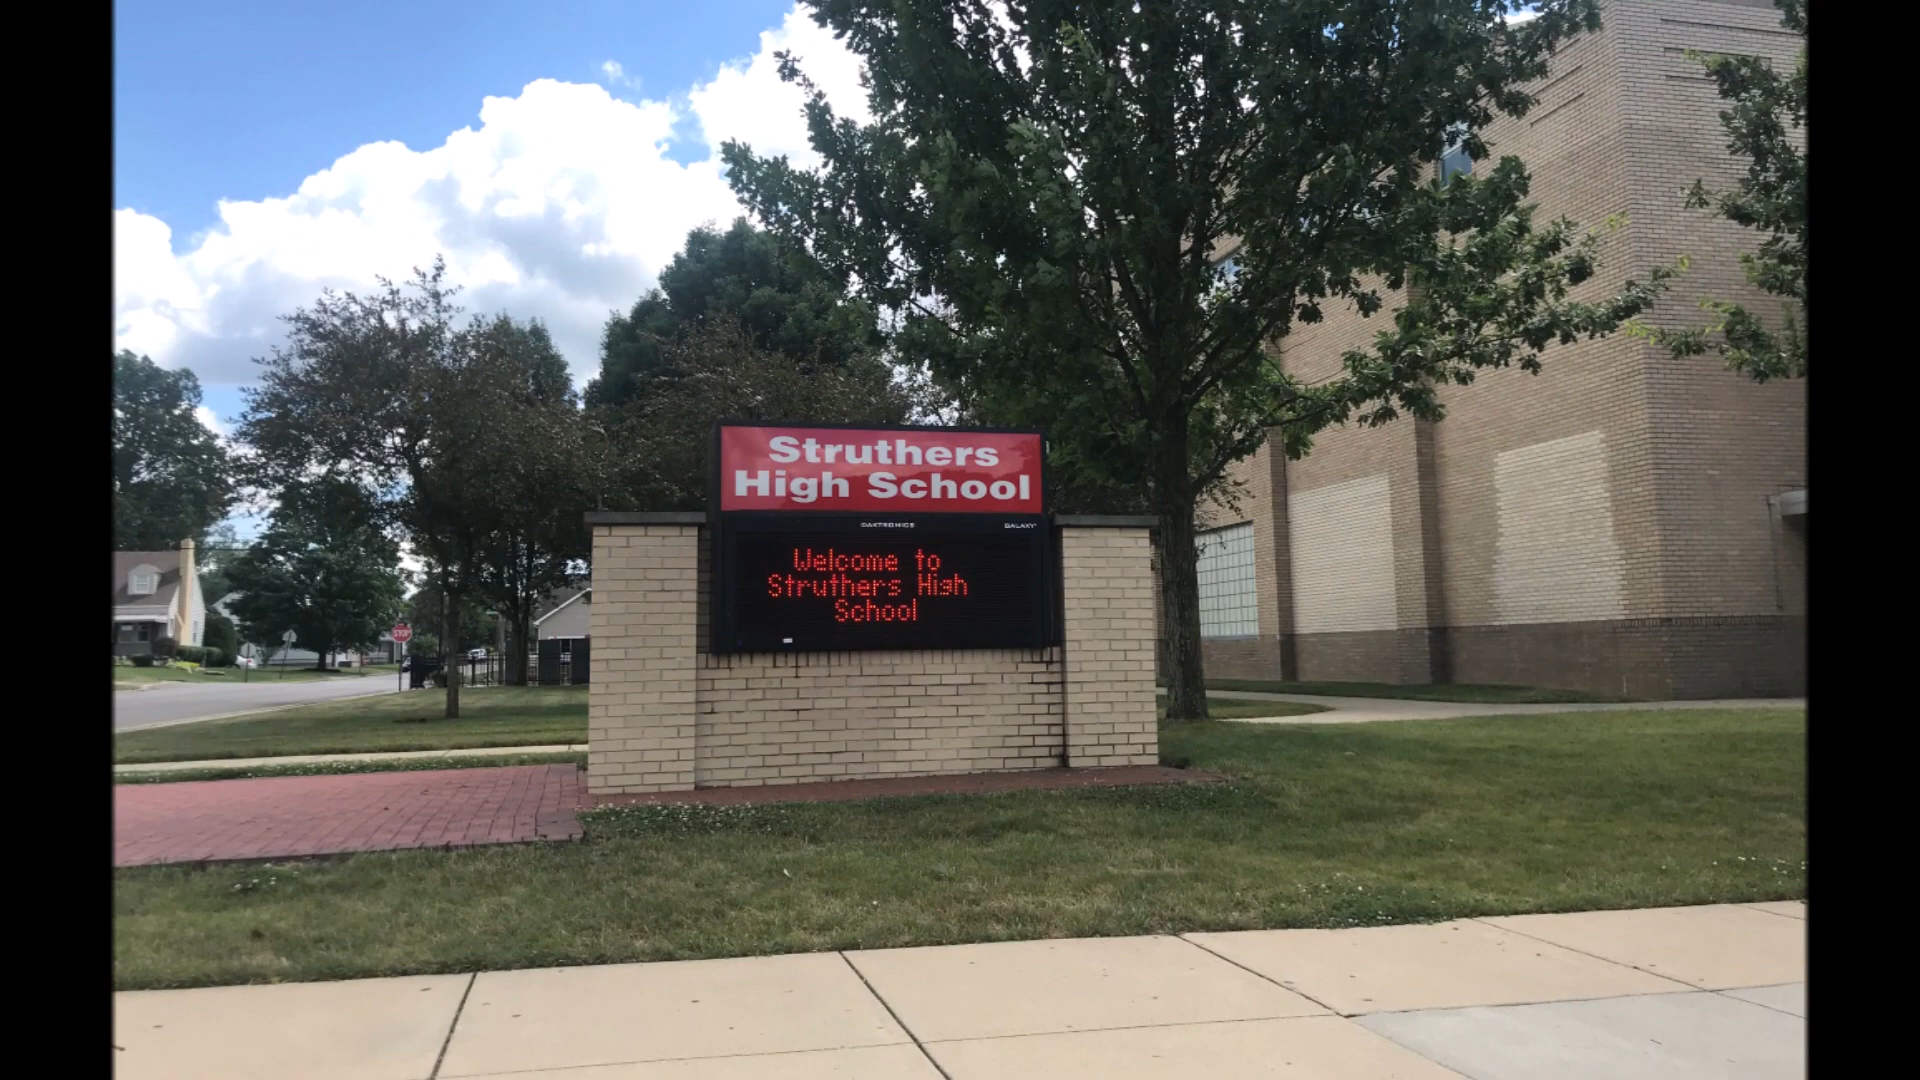 Struthers
High School
DAKTRONICS GALAXY
Welcome to
Struthers High
School
STOP